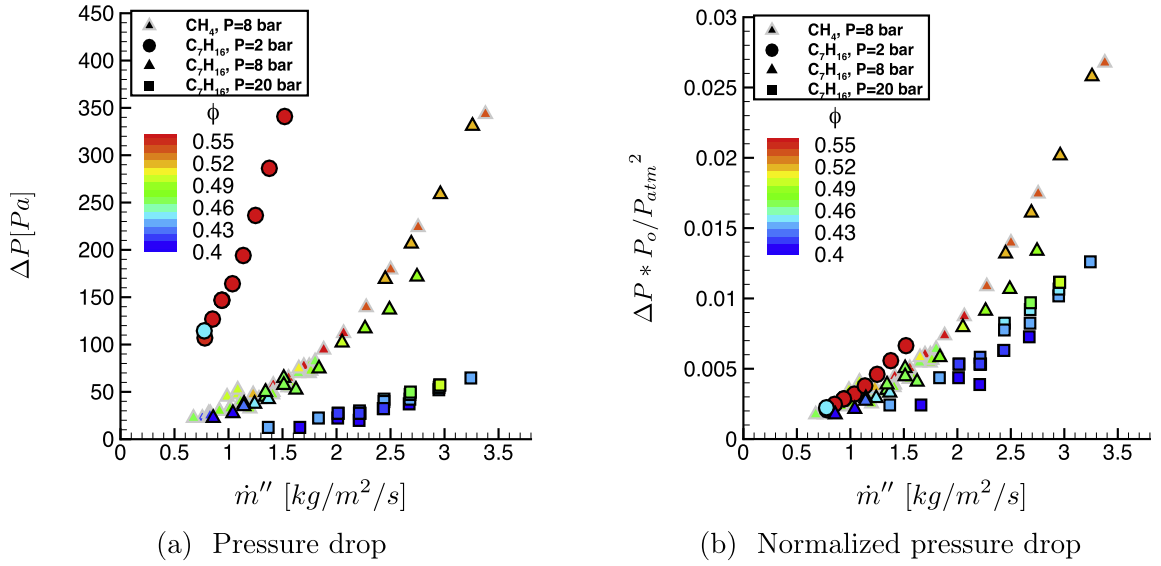 CH₄, P=8 bar
C₇H₁₆, P=2 bar
C₇H₁₆, P=8 bar
C₇H₁₆, P=20 bar
ϕ
0.55
0.52
0.49
0.46
0.43
0.4
450
400
350
300
250
200
150
100
50
0
0 0.5 1 1.5 2 2.5 3 3.5
ΔP[Pa]
ṁ′′ [kg/m²/s]
(a) Pressure drop
CH₄, P=8 bar
C₇H₁₆, P=2 bar
C₇H₁₆, P=8 bar
C₇H₁₆, P=20 bar
ϕ
0.55
0.52
0.49
0.46
0.43
0.4
0.03
0.025
0.02
0.015
0.01
0.005
0
0 0.5 1 1.5 2 2.5 3 3.5
ΔP * Pₒ/Pₐₜₘ²
ṁ′′ [kg/m²/s]
(b) Normalized pressure drop